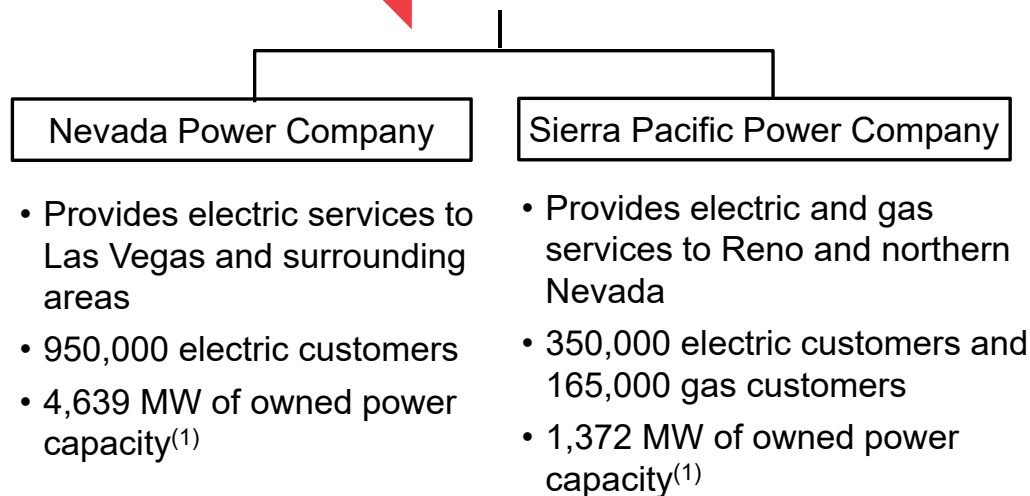 Nevada Power Company
• Provides electric services to
Las Vegas and surrounding
areas
• 950,000 electric customers
• 4,639 MW of owned power
capacity(1)
Sierra Pacific Power Company
• Provides electric and gas
services to Reno and northern
Nevada
• 350,000 electric customers and
165,000 gas customers
• 1,372 MW of owned power
capacity(1)